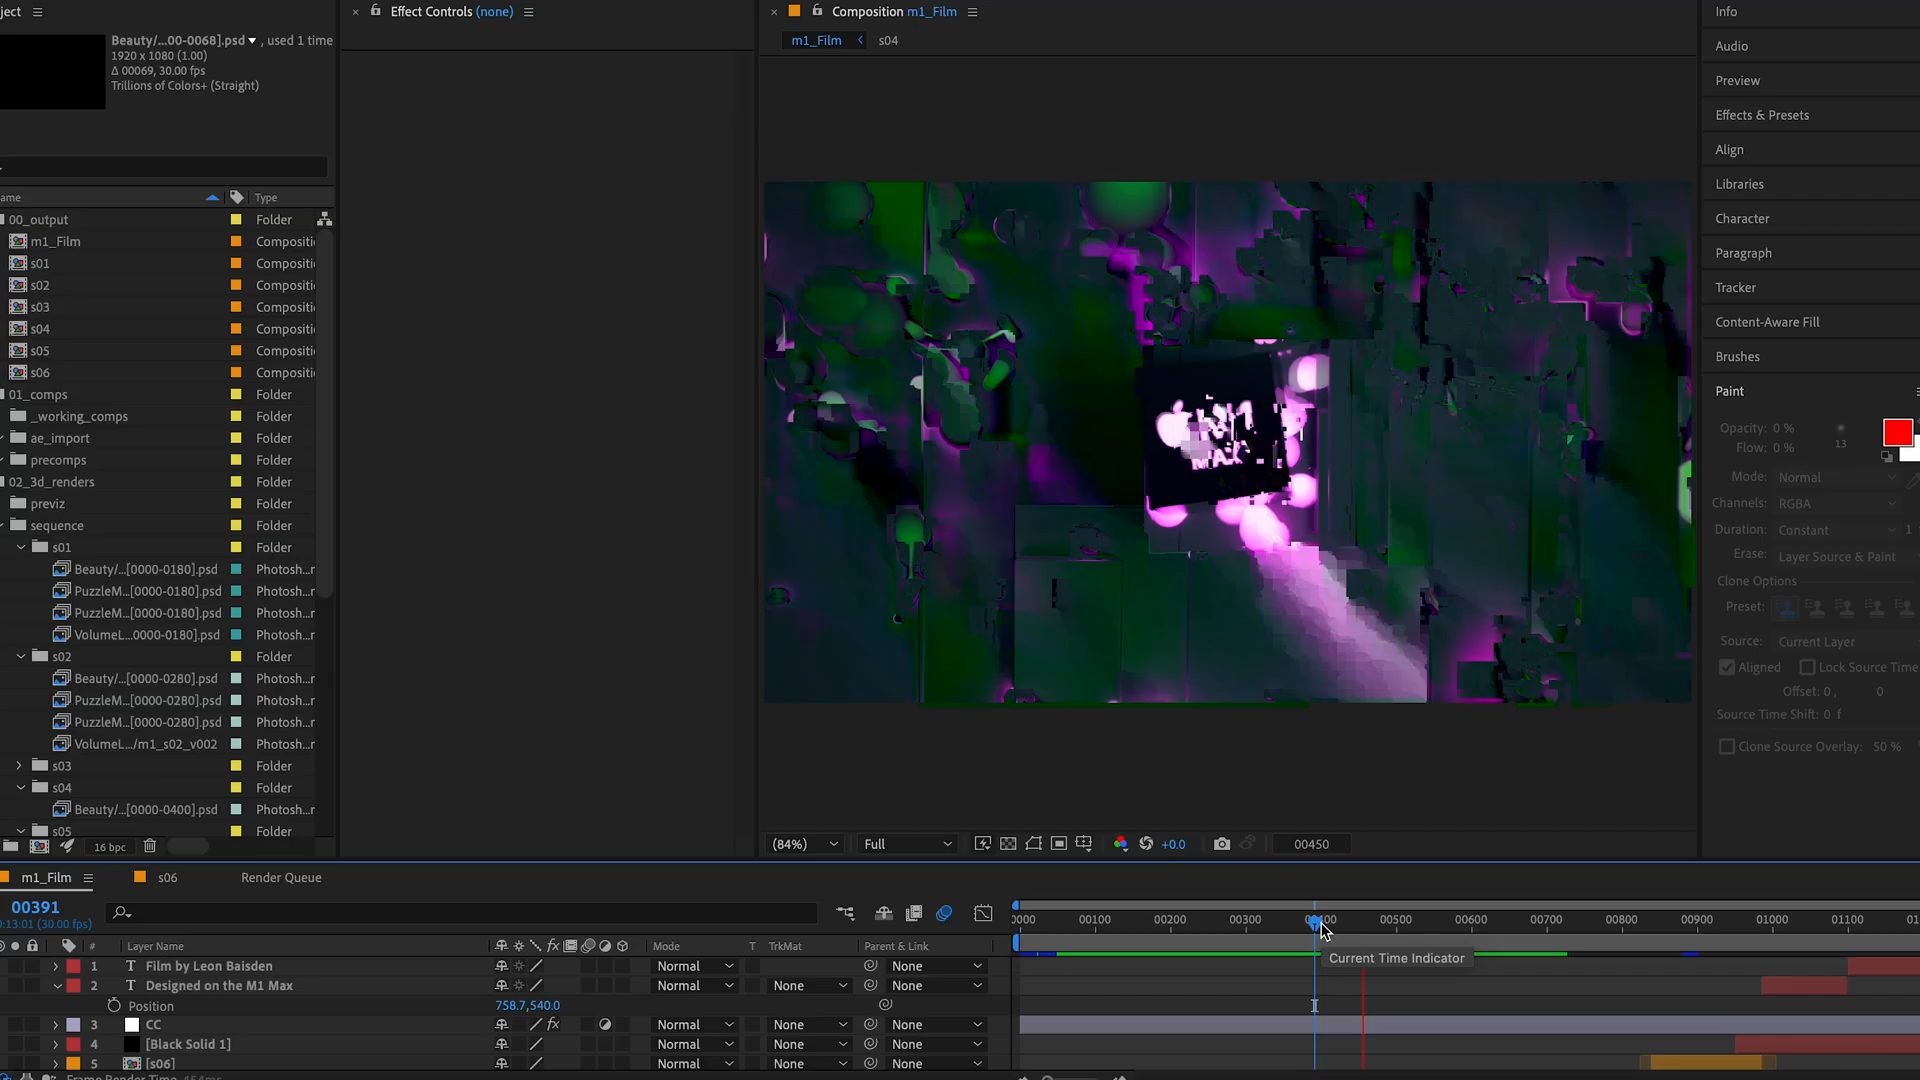 ject
Effect Controls (none)
Composition m1_Film
m1_Film
s04
Beauty/...00-0068].psd , used 1 time
1920 x 1080 (1.00)
Δ 00069, 30.00 fps
Trillions of Colors+ (Straight)
ame
Type
00_output
Folder
m1_Film
Compositi
s01
Compositi
s02
Compositi
s03
Compositi
s04
Compositi
s05
Compositi
s06
Compositi
01_comps
Folder
_working_comps
Folder
ae_import
Folder
precomps
Folder
02_3d_renders
Folder
previz
Folder
sequence
Folder
s01
Folder
Beauty/...[0000-0180].psd
Photosh...r
PuzzleM...[0000-0180].psd
Photosh...r
PuzzleM...[0000-0180].psd
Photosh...r
VolumeL...0000-0180].psd
Photosh...r
s02
Folder
Beauty/...[0000-0280].psd
Photosh...r
PuzzleM...[0000-0280].psd
Photosh...r
PuzzleM...[0000-0280].psd
Photosh...r
VolumeL.../m1_s02_v002
Photosh...r
s03
Folder
s04
Folder
Beauty/...[0000-0400].psd
Photosh...r
s05
Folder
16 bpc
M1
MAX
(84%)
Full
+0.0
00450
Info
Audio
Preview
Effects & Presets
Align
Libraries
Character
Paragraph
Tracker
Content-Aware Fill
Brushes
Paint
Opacity: 0 %
Flow: 0 %
13
Mode: Normal
Channels: RGBA
Duration: Constant 1
Erase: Layer Source & Paint
Clone Options
Preset:
Source: Current Layer
Aligned
Lock Source Time
Offset: 0 , 0
Source Time Shift: 0 f
Clone Source Overlay: 50 %
m1_Film
s06
Render Queue
00391
0:13:01 (30.00 fps)
0000 00100 00200 00300 00400 00500 00600 00700 00800 00900 01000 01100 01
# Layer Name
fx
Mode
T TrkMat
Parent & Link
Current Time Indicator
1 T Film by Leon Baisden
Normal
None
2 T Designed on the M1 Max
Normal
None
None
Position
758.7,540.0
3 CC
fx
Normal
None
None
4 [Black Solid 1]
Normal
None
None
5 [s06]
Normal
None
None
Frame Render Time 454ms